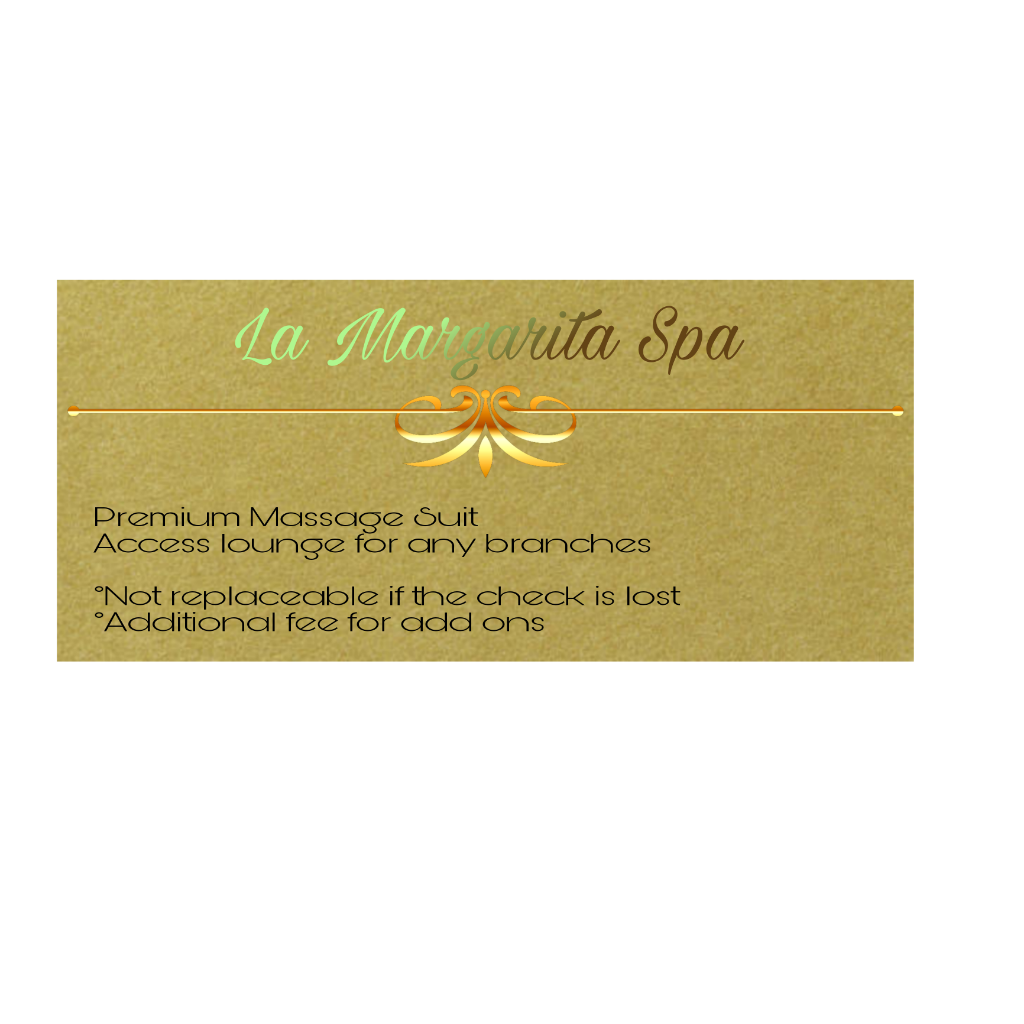 La Margarita Spa
Premium Massage Suit
Access lounge for any branches
°Not replaceable if the check is lost
°Additional fee for add ons